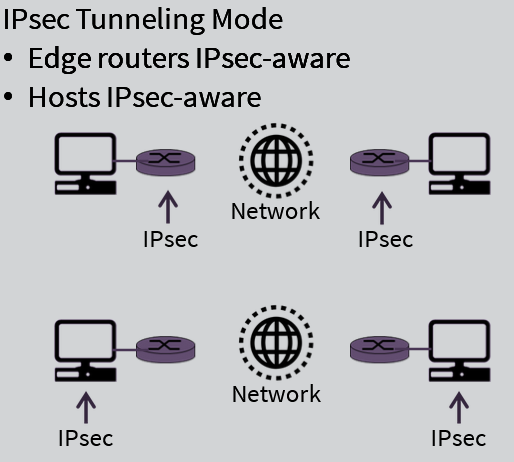 IPsec Tunneling Mode
• Edge routers IPsec-aware
• Hosts IPsec-aware
Network
IPsec
IPsec
Network
IPsec
IPsec